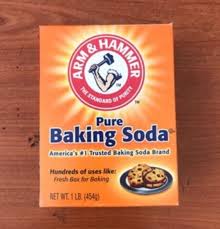 ARM & HAMMER
THE STANDARD OF PURITY
Pure
Baking Soda
America's #1 Trusted Baking Soda Brand
Hundreds of uses like:
Fresh Box for Baking
NET WT. 1 LB. (454g)